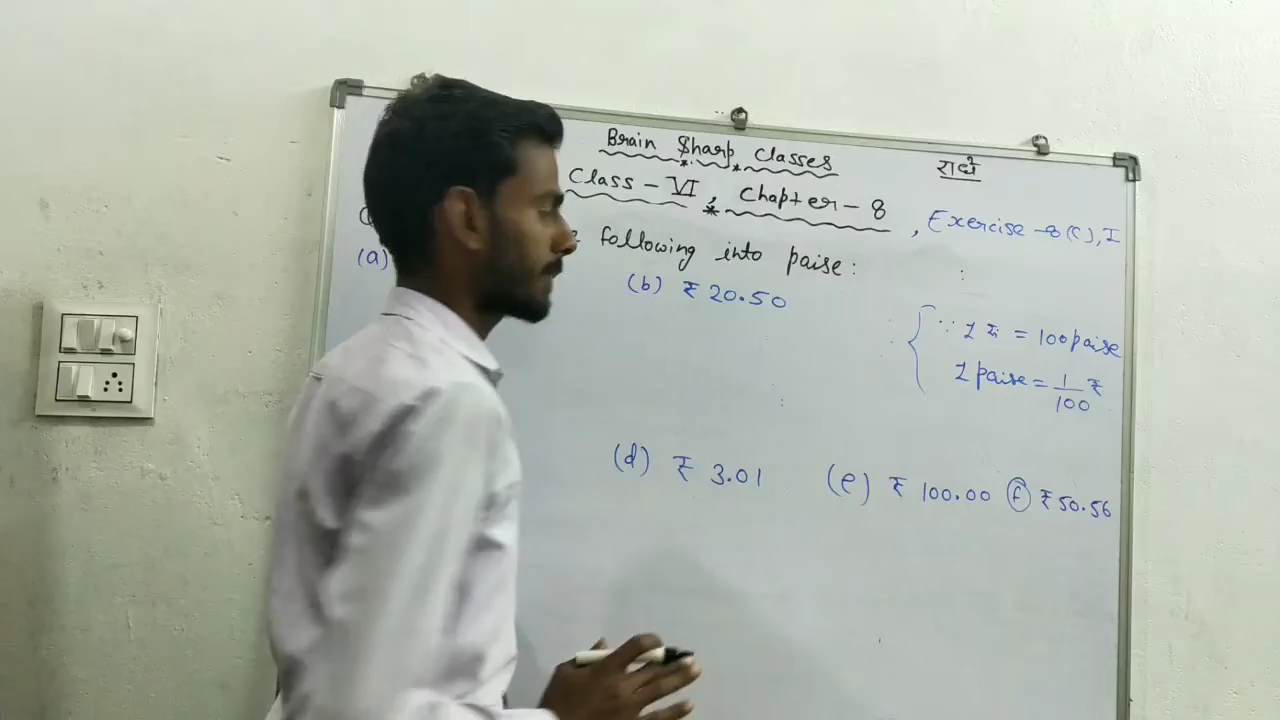 Brain Sharp Classes
Class - VI, Chapter - 8, Exercise - 8(C), I
following into paise:
(a)
(b) ₹ 20.50
∵ 1 ₹ = 100 paise
1 paise = 1/100 ₹
(d) ₹ 3.01 (e) ₹ 100.00 (f) ₹ 50.56